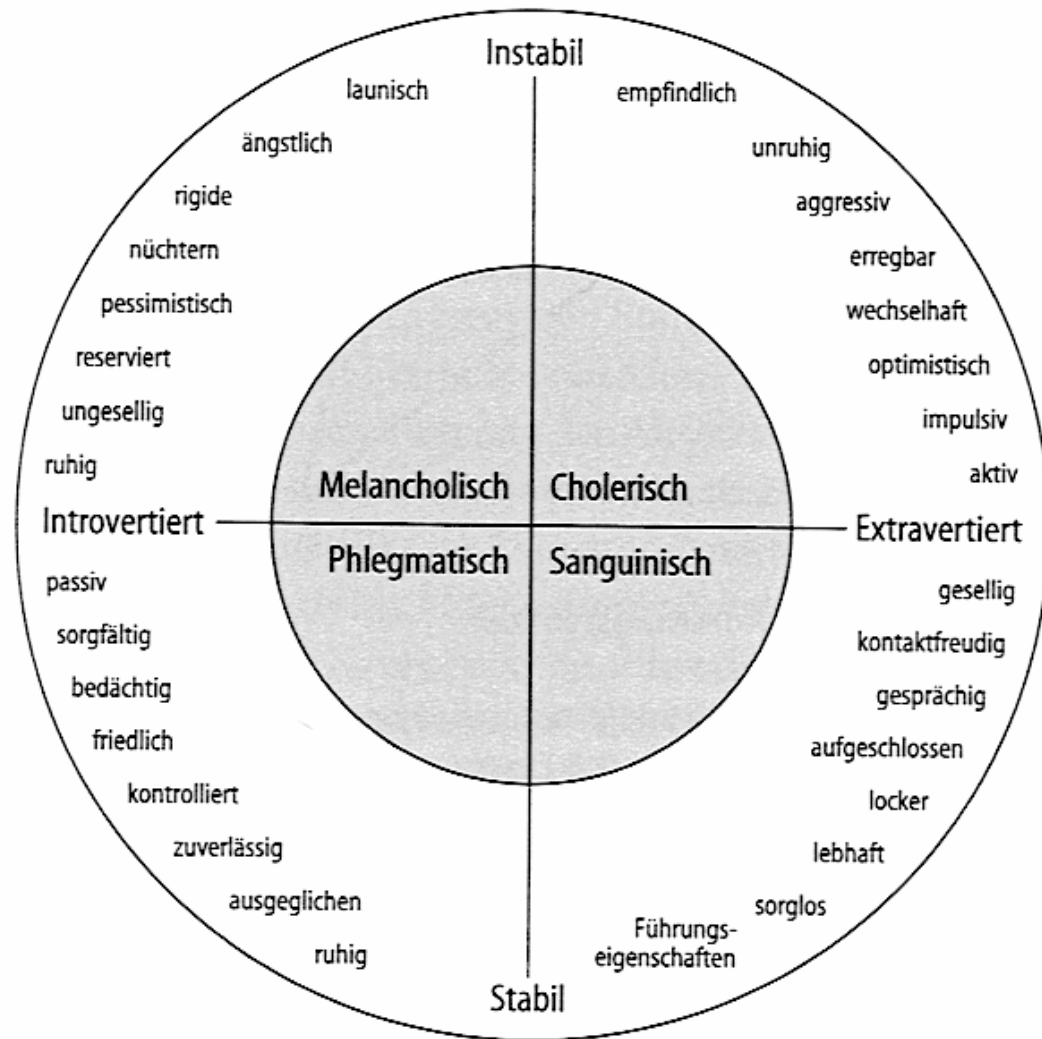 Instabil
launisch
empfindlich
ängstlich
unruhig
rigide
aggressiv
nüchtern
erregbar
pessimistisch
wechselhaft
reserviert
optimistisch
ungesellig
impulsiv
ruhig
aktiv
Melancholisch
Cholerisch
Introvertiert
Extravertiert
Phlegmatisch
Sanguinisch
passiv
gesellig
sorgfältig
kontaktfreudig
bedächtig
gesprächig
friedlich
aufgeschlossen
kontrolliert
locker
zuverlässig
lebhaft
ausgeglichen
sorglos
ruhig
Führungs-
eigenschaften
Stabil